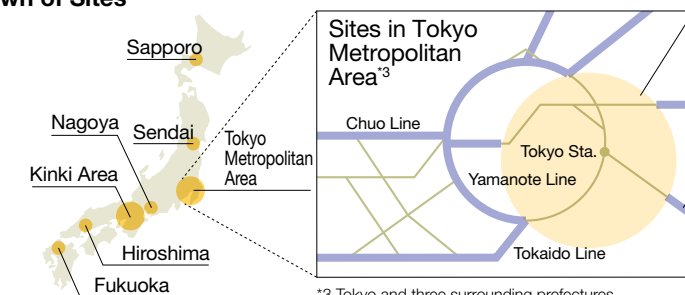 wn of Sites
Sapporo
Nagoya
Sendai
Tokyo
Metropolitan
Area
Kinki Area
Hiroshima
Fukuoka
Sites in Tokyo
Metropolitan
Area*3
Chuo Line
Tokyo Sta.
Yamanote Line
Tokaido Line
*3 Tokyo and three surrounding prefectures